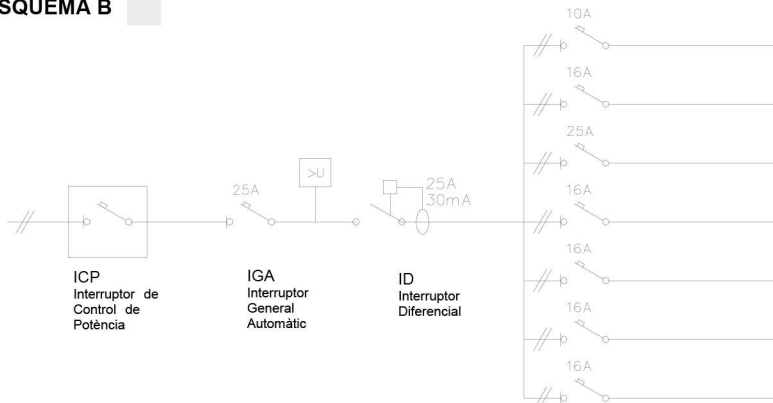 SQUEMA B
10A
16A
25A
16A
16A
16A
16A
25A
>U
25A
30mA
ICP
Interruptor de
Control de
Potència
IGA
Interruptor
General
Automàtic
ID
Interruptor
Diferencial